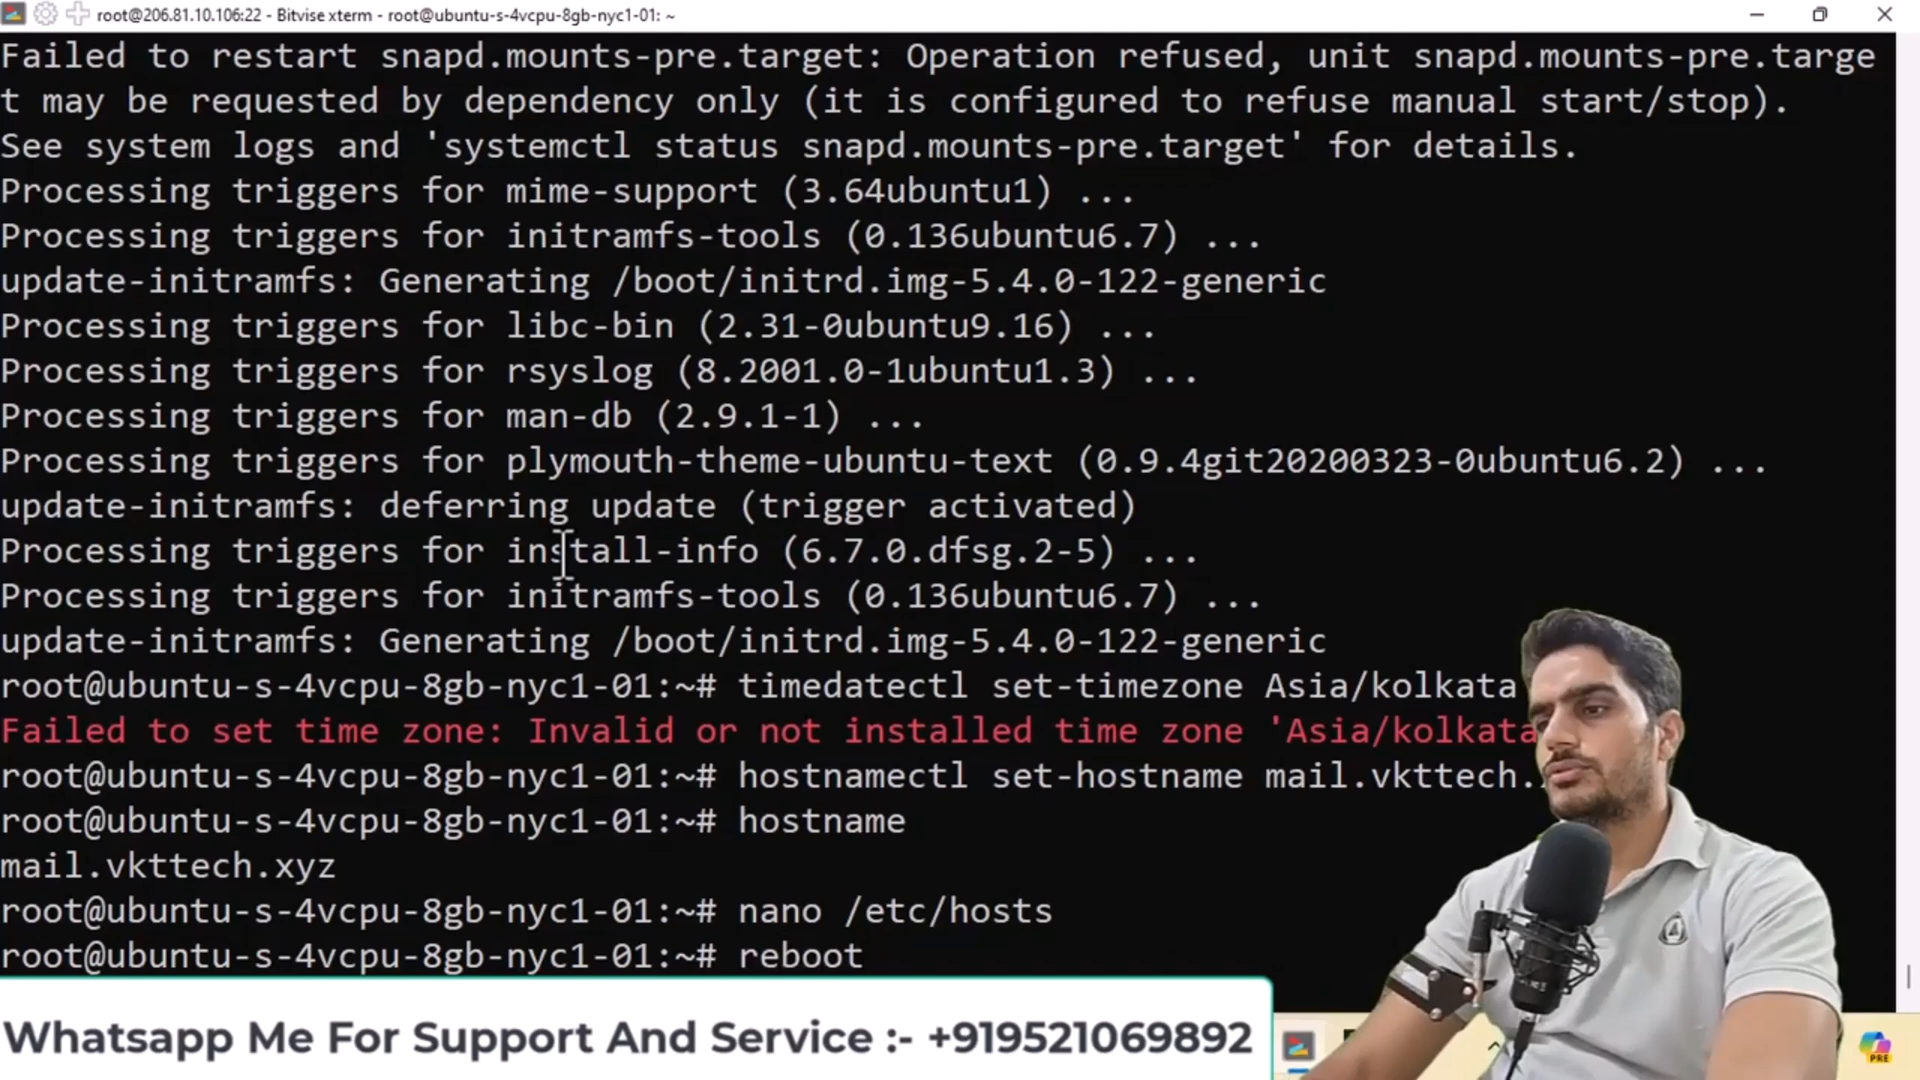 root@206.81.10.106:22 - Bitvise xterm - root@ubuntu-s-4vcpu-8gb-nyc1-01: ~
Failed to restart snapd.mounts-pre.target: Operation refused, unit snapd.mounts-pre.targe
t may be requested by dependency only (it is configured to refuse manual start/stop).
See system logs and 'systemctl status snapd.mounts-pre.target' for details.
Processing triggers for mime-support (3.64ubuntu1) ...
Processing triggers for initramfs-tools (0.136ubuntu6.7) ...
update-initramfs: Generating /boot/initrd.img-5.4.0-122-generic
Processing triggers for libc-bin (2.31-0ubuntu9.16) ...
Processing triggers for rsyslog (8.2001.0-1ubuntu1.3) ...
Processing triggers for man-db (2.9.1-1) ...
Processing triggers for plymouth-theme-ubuntu-text (0.9.4git20200323-0ubuntu6.2) ...
update-initramfs: deferring update (trigger activated)
Processing triggers for install-info (6.7.0.dfsg.2-5) ...
Processing triggers for initramfs-tools (0.136ubuntu6.7) ...
update-initramfs: Generating /boot/initrd.img-5.4.0-122-generic
root@ubuntu-s-4vcpu-8gb-nyc1-01:~# timedatectl set-timezone Asia/kolkata
Failed to set time zone: Invalid or not installed time zone 'Asia/kolkata
root@ubuntu-s-4vcpu-8gb-nyc1-01:~# hostnamectl set-hostname mail.vkttech.
root@ubuntu-s-4vcpu-8gb-nyc1-01:~# hostname
mail.vkttech.xyz
root@ubuntu-s-4vcpu-8gb-nyc1-01:~# nano /etc/hosts
root@ubuntu-s-4vcpu-8gb-nyc1-01:~# reboot
Whatsapp Me For Support And Service :- +919521069892
PRE